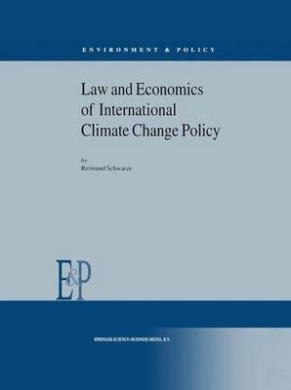 ENVIRONMENT & POLICY
Law and Economics
of International
Climate Change Policy
by
Reimund Schwarze
E&P
SPRINGER-SCIENCE+BUSINESS MEDIA, B.V.